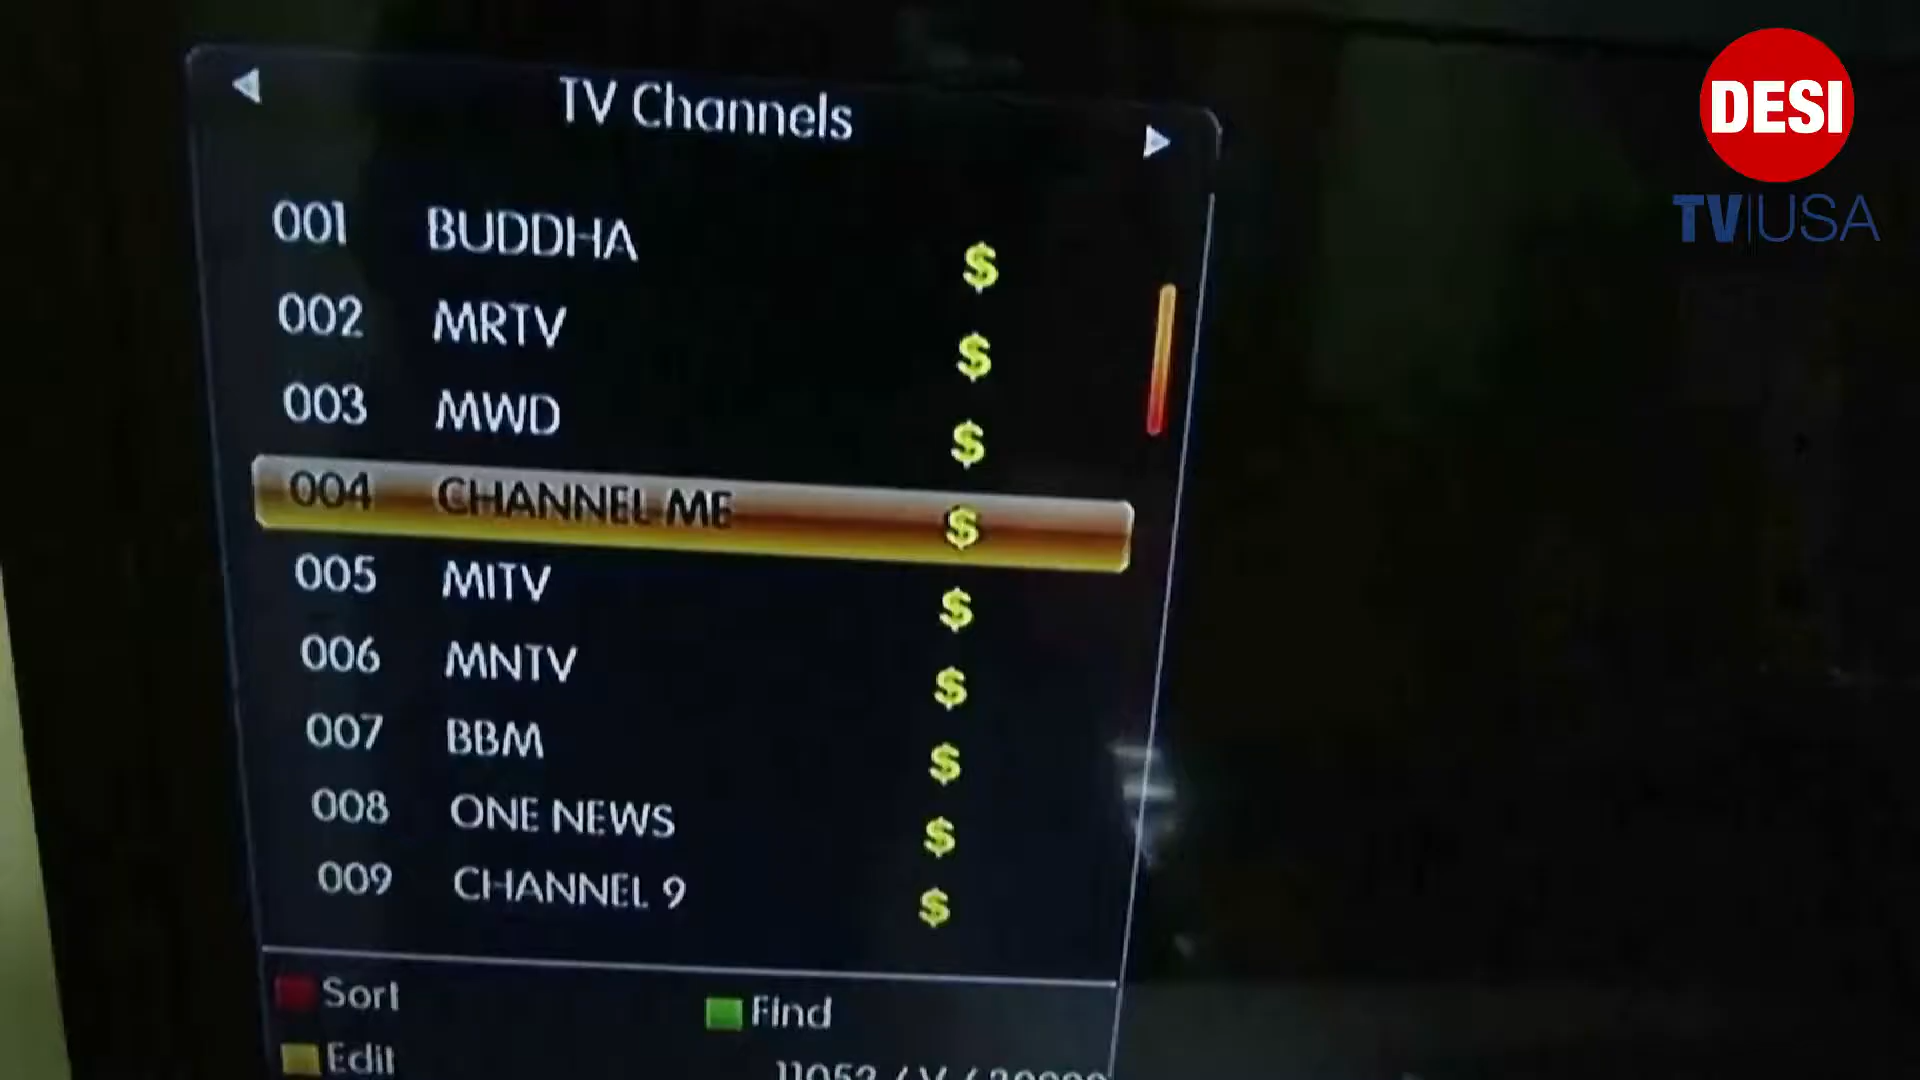 TV Channels
001 BUDDHA $
002 MRTV $
003 MWD $
004 CHANNEL ME $
005 MITV $
006 MNTV $
007 BBM $
008 ONE NEWS $
009 CHANNEL 9 $
Sort
Find
Edit
DESI
TV|USA